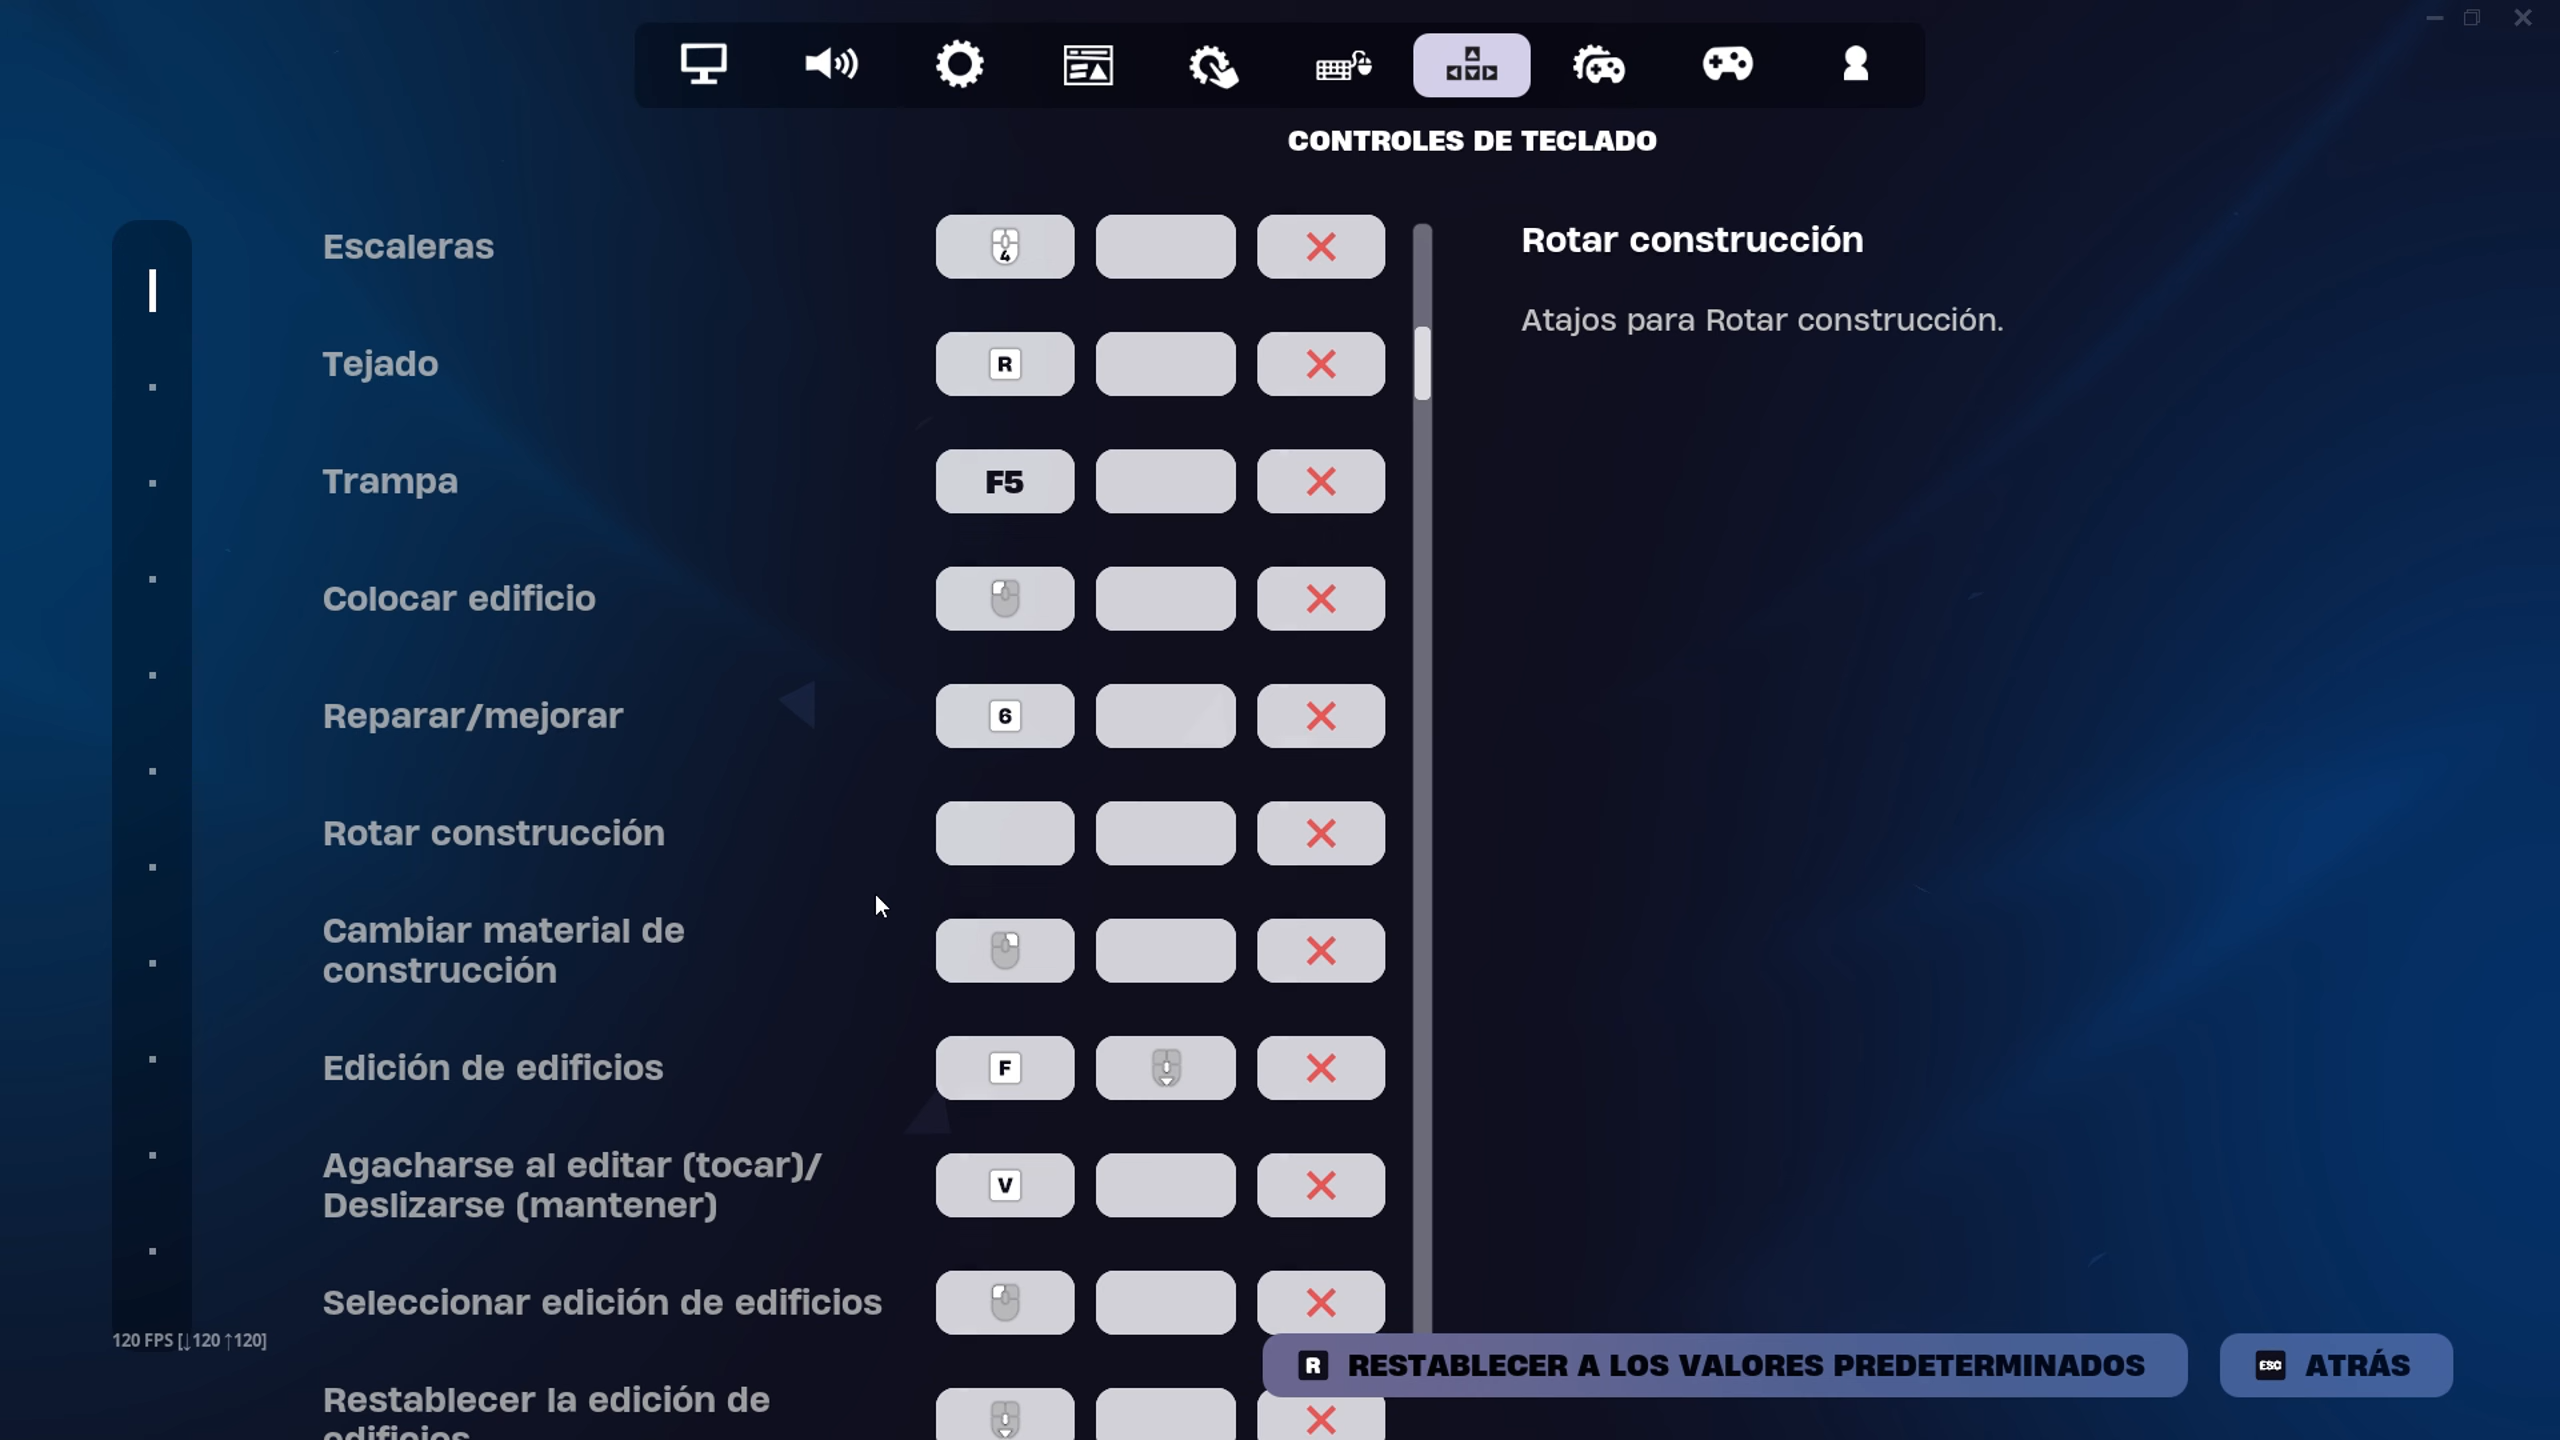 CONTROLES DE TECLADO
Escaleras
4
Rotar construcción
Atajos para Rotar construcción.
Tejado
R
Trampa
F5
Colocar edificio
Reparar/mejorar
6
Rotar construcción
Cambiar material de
construcción
Edición de edificios
F
Agacharse al editar (tocar)/
Deslizarse (mantener)
V
Seleccionar edición de edificios
120 FPS [↓120 ↑120]
R RESTABLECER A LOS VALORES PREDETERMINADOS
ESC ATRÁS
Restablecer la edición de
edificios